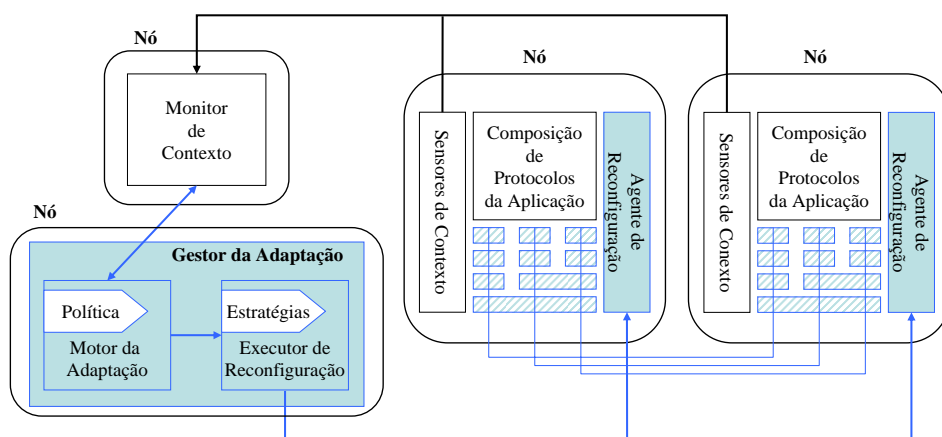 Nó
Monitor
de
Contexto
Nó
Gestor da Adaptação
Política
Motor da
Adaptação
Estratégias
Executor de
Reconfiguração
Nó
Sensores de Contexto
Composição
de
Protocolos
da Aplicação
Agente de
Reconfiguração
Nó
Sensores de Conexto
Composição
de
Protocolos
da Aplicação
Agente de
Reconfiguração